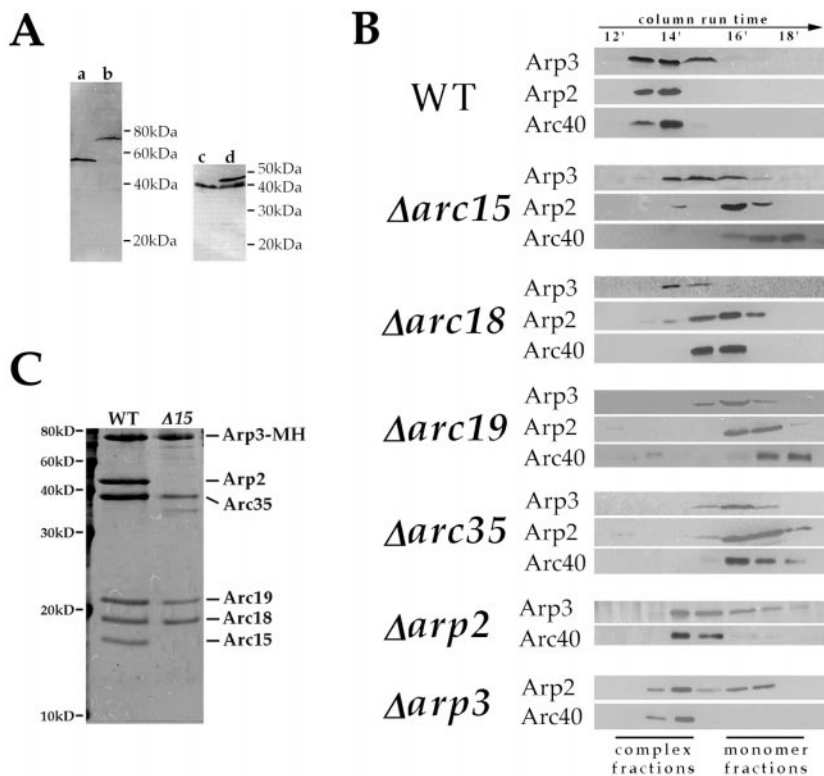 A
a
b
80kDa
60kDa
40kDa
20kDa
c
d
50kDa
40kDa
30kDa
20kDa
B
column run time
12' 14' 16' 18'
WT
Arp3
Arp2
Arc40
Δarc15
Arp3
Arp2
Arc40
Δarc18
Arp3
Arp2
Arc40
Δarc19
Arp3
Arp2
Arc40
Δarc35
Arp3
Arp2
Arc40
Δarp2
Arp3
Arc40
Δarp3
Arp2
Arc40
complex
fractions
monomer
fractions
C
WT Δ15
80kD
60kD
40kD
30kD
20kD
10kD
Arp3-MH
Arp2
Arc35
Arc19
Arc18
Arc15